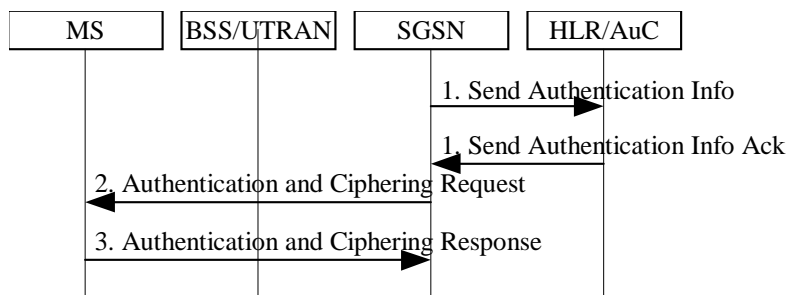 MS BSS/UTRAN SGSN HLR/AuC
1. Send Authentication Info
1. Send Authentication Info Ack
2. Authentication and Ciphering Request
3. Authentication and Ciphering Response